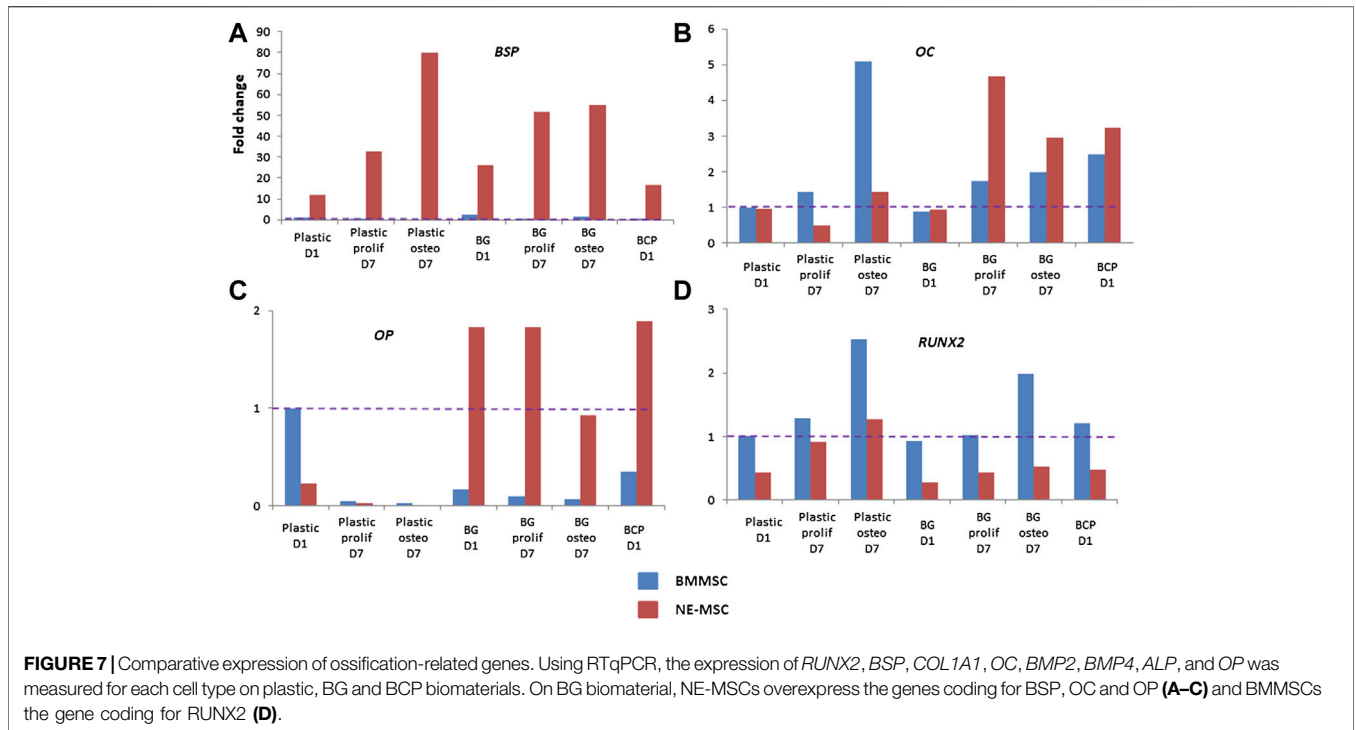 A
BSP
Fold change
90
80
70
60
50
40
30
20
10
0
Plastic D1
Plastic prolif D7
Plastic osteo D7
BG D1
BG prolif D7
BG osteo D7
BCP D1
B
OC
6
5
4
3
2
1
0
Plastic D1
Plastic prolif D7
Plastic osteo D7
BG D1
BG prolif D7
BG osteo D7
BCP D1
C
OP
2
1
0
Plastic D1
Plastic prolif D7
Plastic osteo D7
BG D1
BG prolif D7
BG osteo D7
BCP D1
D
RUNX2
3
2
1
0
Plastic D1
Plastic prolif D7
Plastic osteo D7
BG D1
BG prolif D7
BG osteo D7
BCP D1
BMMSC
NE-MSC
FIGURE 7 | Comparative expression of ossification-related genes. Using RTqPCR, the expression of RUNX2, BSP, COL1A1, OC, BMP2, BMP4, ALP, and OP was
measured for each cell type on plastic, BG and BCP biomaterials. On BG biomaterial, NE-MSCs overexpress the genes coding for BSP, OC and OP (A–C) and BMMSCs
the gene coding for RUNX2 (D).